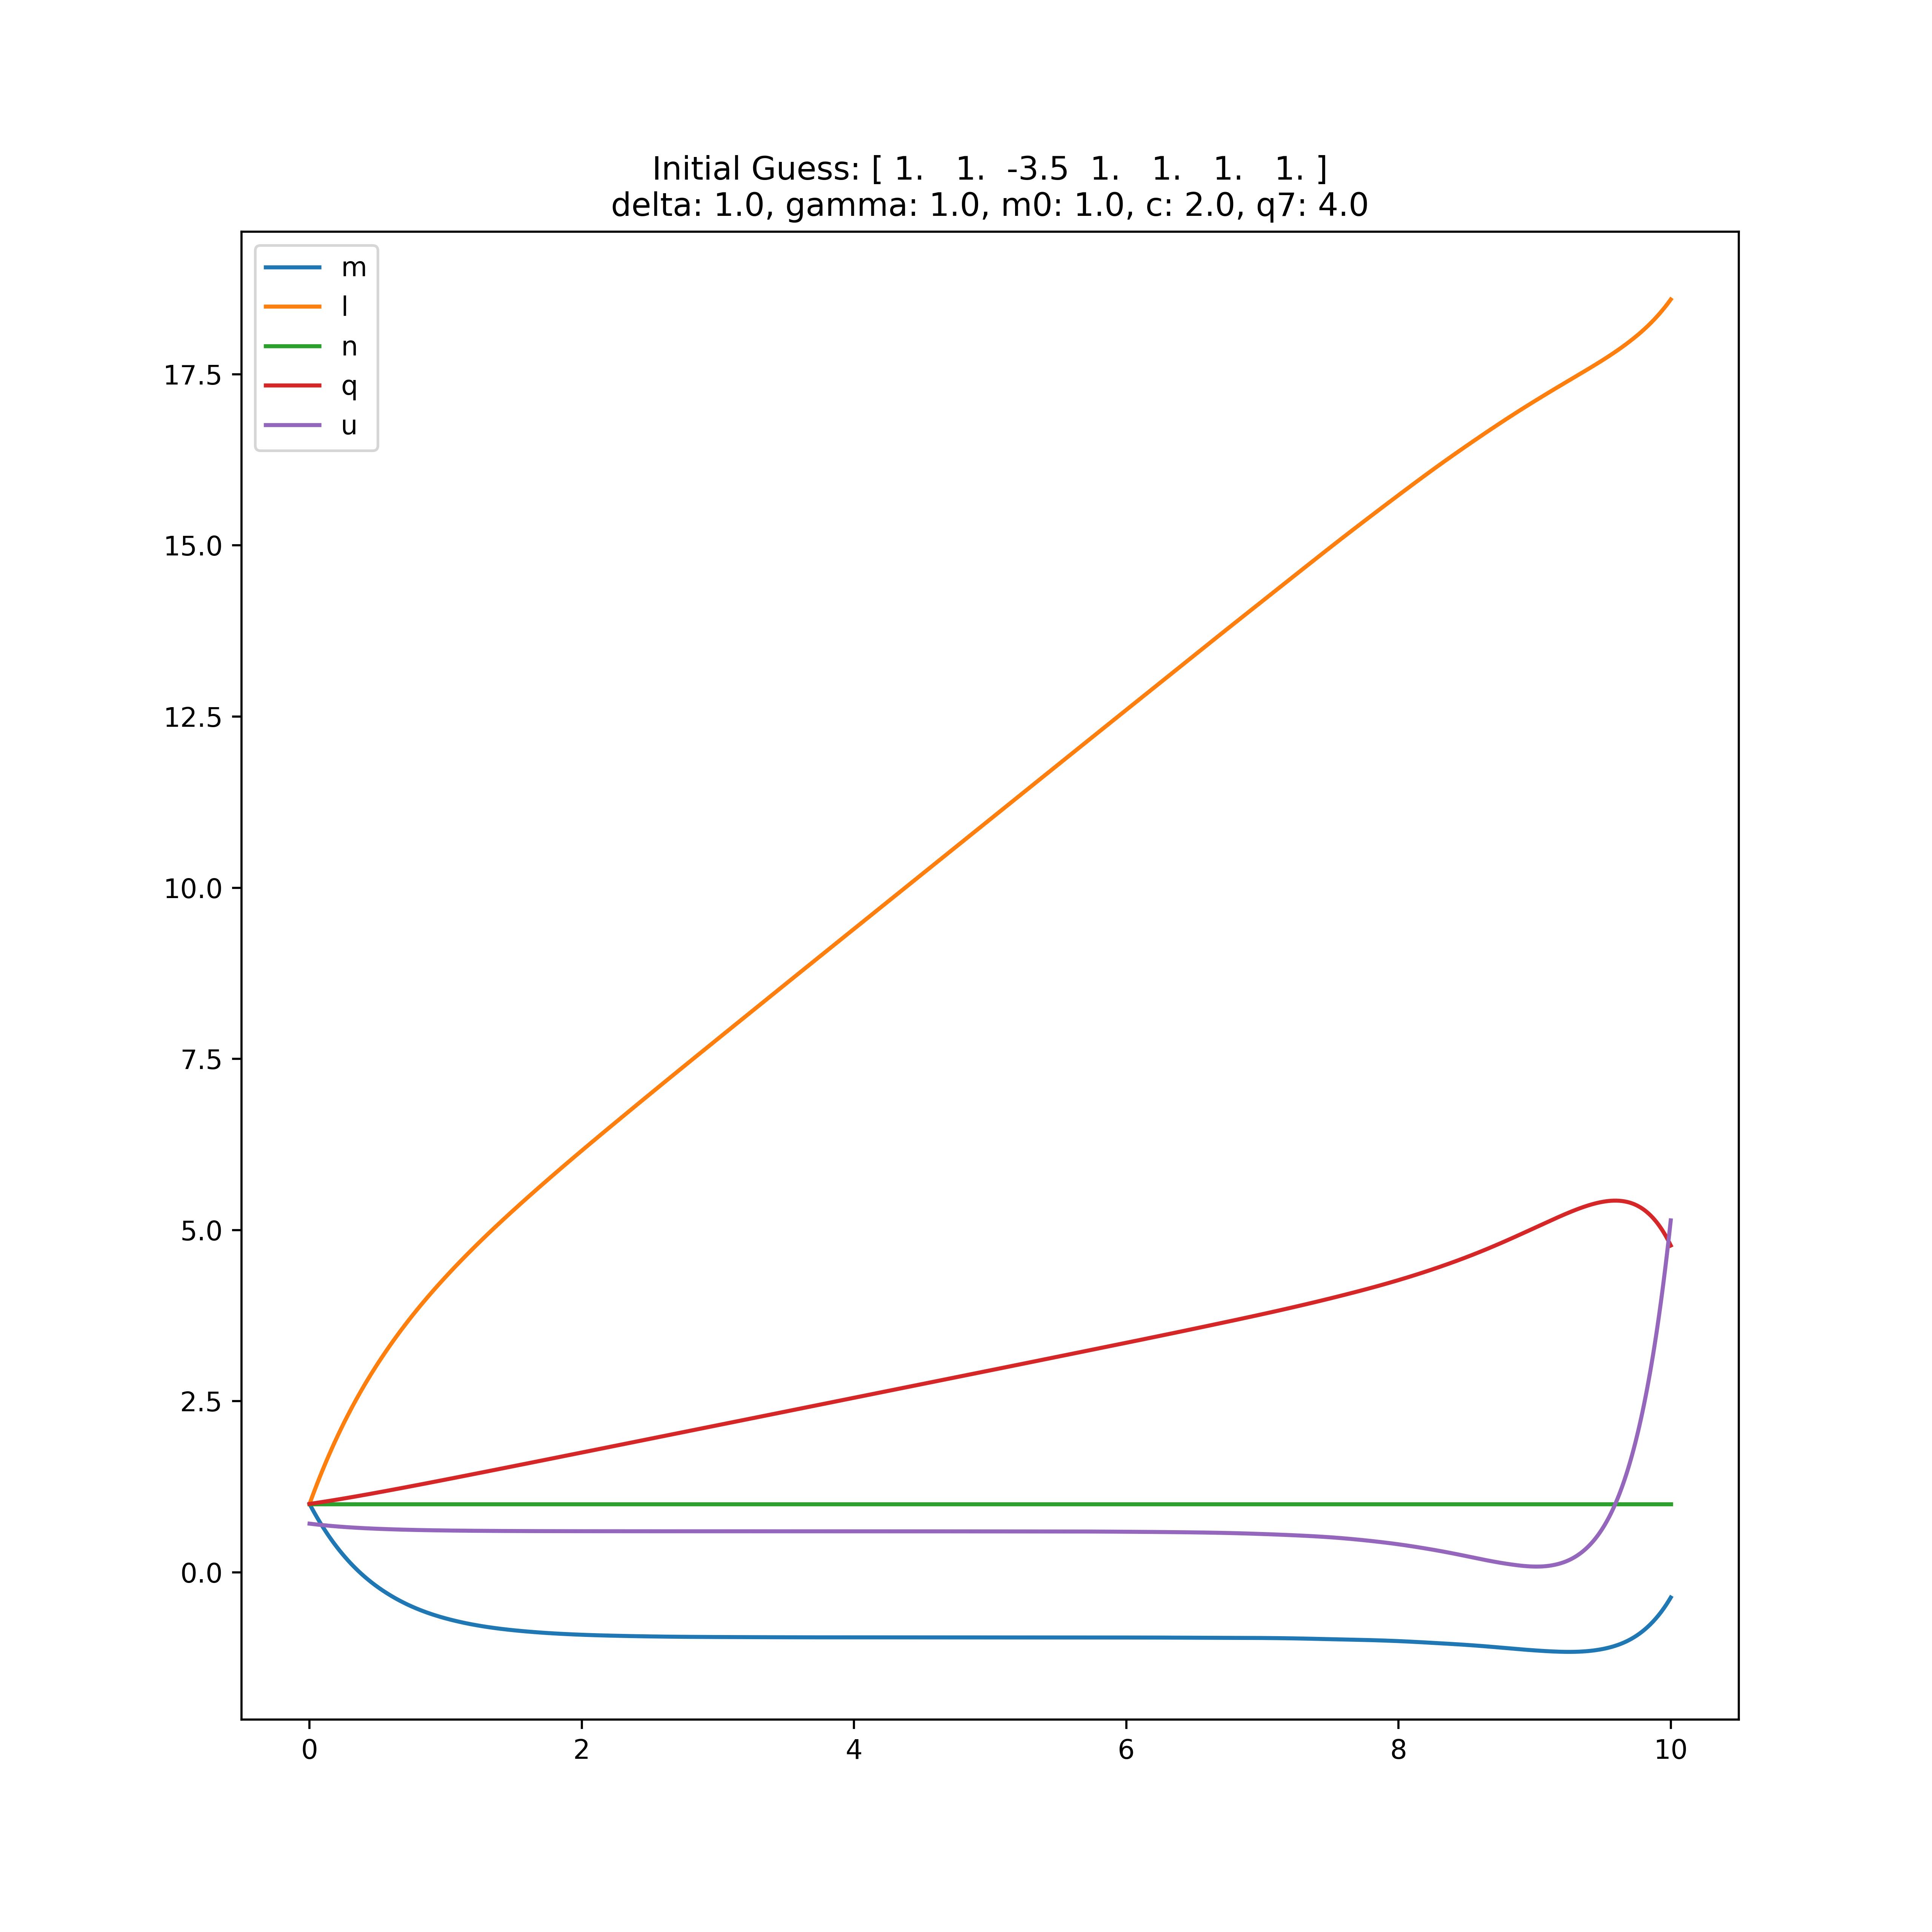 Initial Guess: [ 1. 1. -3.5 1. 1. 1. 1. ]
delta: 1.0, gamma: 1.0, m0: 1.0, c: 2.0, q7: 4.0
m
l
n
q
u
17.5
15.0
12.5
10.0
7.5
5.0
2.5
0.0
0 2 4 6 8 10